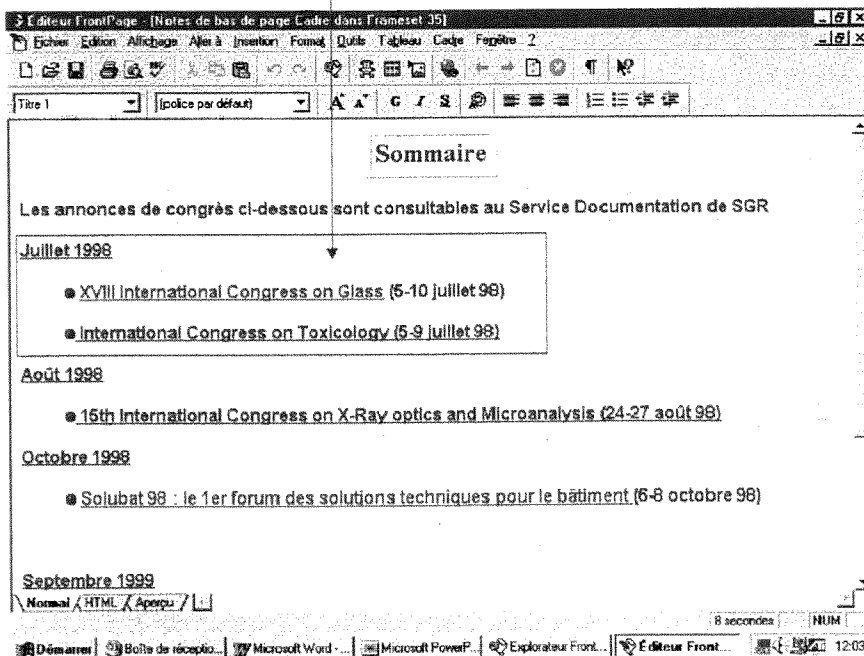 Éditeur FrontPage - [Notes de bas de page Cadre dans Frameset 35]
Fichier Edition Affichage Aller à Insertion Format Outils Tableau Cadre Fenêtre ?
Titre 1 (police par défaut) A A G I S
Sommaire
Les annonces de congrès ci-dessous sont consultables au Service Documentation de SGR
Juillet 1998
XVIII International Congress on Glass (5-10 juillet 98)
International Congress on Toxicology (5-9 juillet 98)
Août 1998
15th International Congress on X-Ray optics and Microanalysis (24-27 août 98)
Octobre 1998
Solubat 98 : le 1er forum des solutions techniques pour le bâtiment (6-8 octobre 98)
Septembre 1999
Normal HTML Aperçu
8 secondes NUM
Démarrer Boîte de réceptio... Microsoft Word - ... Microsoft PowerP... Explorateur Front... Éditeur Front... 12:03